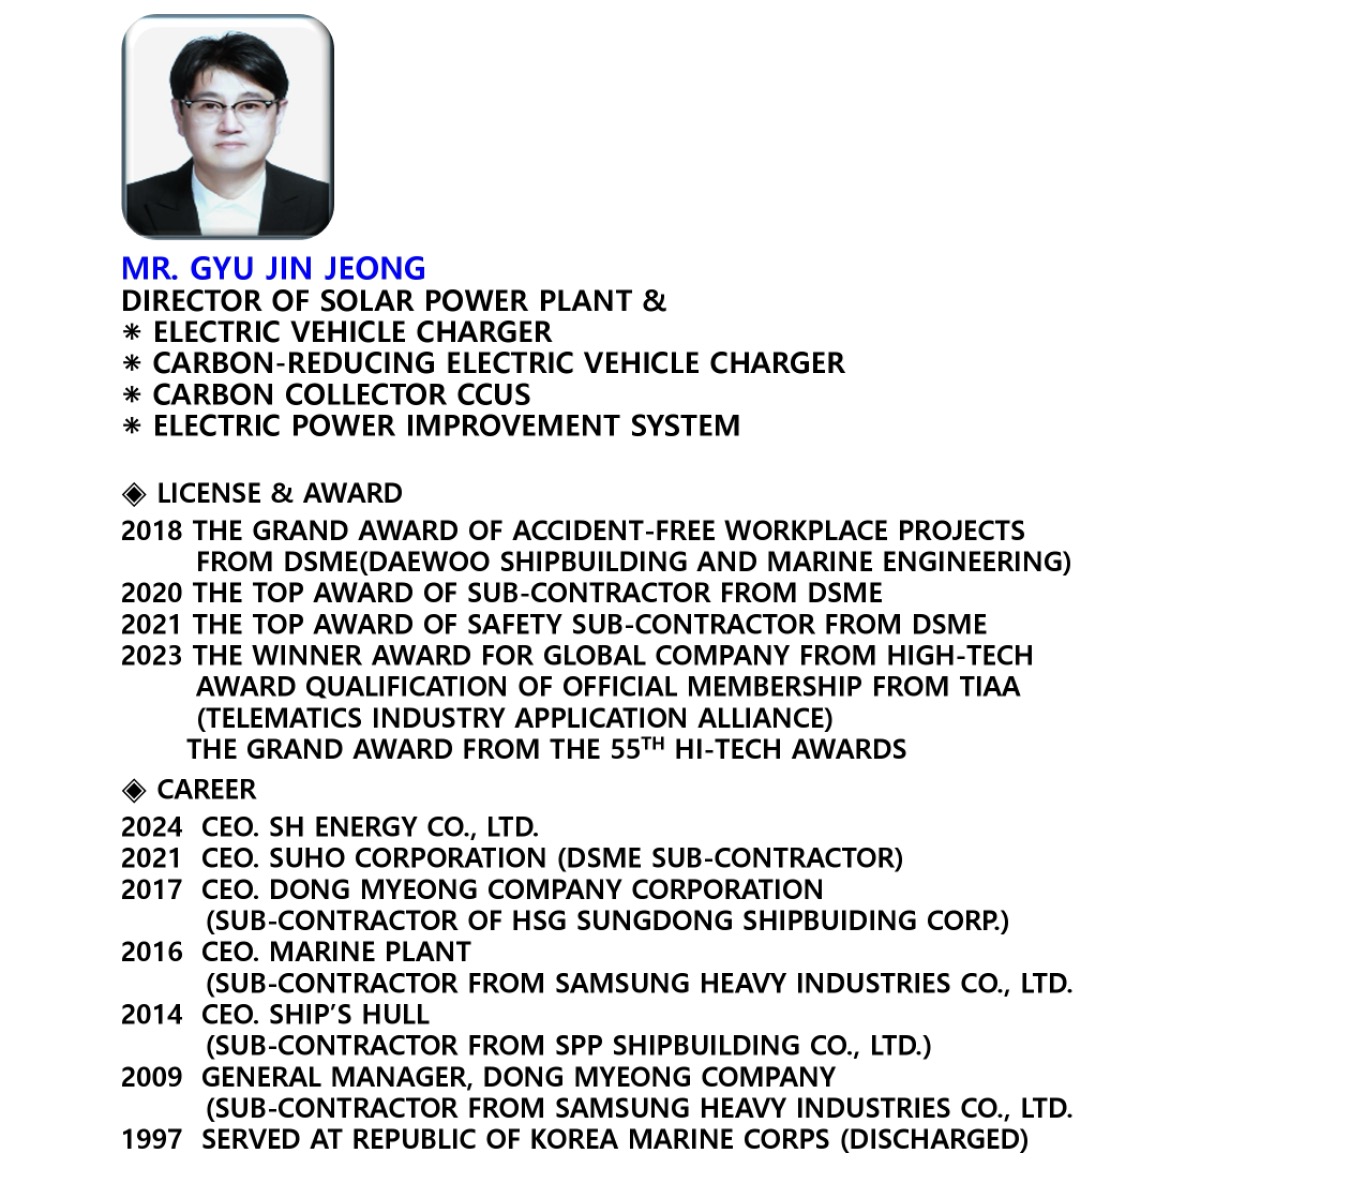 MR. GYU JIN JEONG
DIRECTOR OF SOLAR POWER PLANT &
✳ ELECTRIC VEHICLE CHARGER
✳ CARBON-REDUCING ELECTRIC VEHICLE CHARGER
✳ CARBON COLLECTOR CCUS
✳ ELECTRIC POWER IMPROVEMENT SYSTEM
◈ LICENSE & AWARD
2018 THE GRAND AWARD OF ACCIDENT-FREE WORKPLACE PROJECTS
FROM DSME(DAEWOO SHIPBUILDING AND MARINE ENGINEERING)
2020 THE TOP AWARD OF SUB-CONTRACTOR FROM DSME
2021 THE TOP AWARD OF SAFETY SUB-CONTRACTOR FROM DSME
2023 THE WINNER AWARD FOR GLOBAL COMPANY FROM HIGH-TECH
AWARD QUALIFICATION OF OFFICIAL MEMBERSHIP FROM TIAA
(TELEMATICS INDUSTRY APPLICATION ALLIANCE)
THE GRAND AWARD FROM THE 55TH HI-TECH AWARDS
◈ CAREER
2024 CEO. SH ENERGY CO., LTD.
2021 CEO. SUHO CORPORATION (DSME SUB-CONTRACTOR)
2017 CEO. DONG MYEONG COMPANY CORPORATION
(SUB-CONTRACTOR OF HSG SUNGDONG SHIPBUIDING CORP.)
2016 CEO. MARINE PLANT
(SUB-CONTRACTOR FROM SAMSUNG HEAVY INDUSTRIES CO., LTD.
2014 CEO. SHIP’S HULL
(SUB-CONTRACTOR FROM SPP SHIPBUILDING CO., LTD.)
2009 GENERAL MANAGER, DONG MYEONG COMPANY
(SUB-CONTRACTOR FROM SAMSUNG HEAVY INDUSTRIES CO., LTD.
1997 SERVED AT REPUBLIC OF KOREA MARINE CORPS (DISCHARGED)